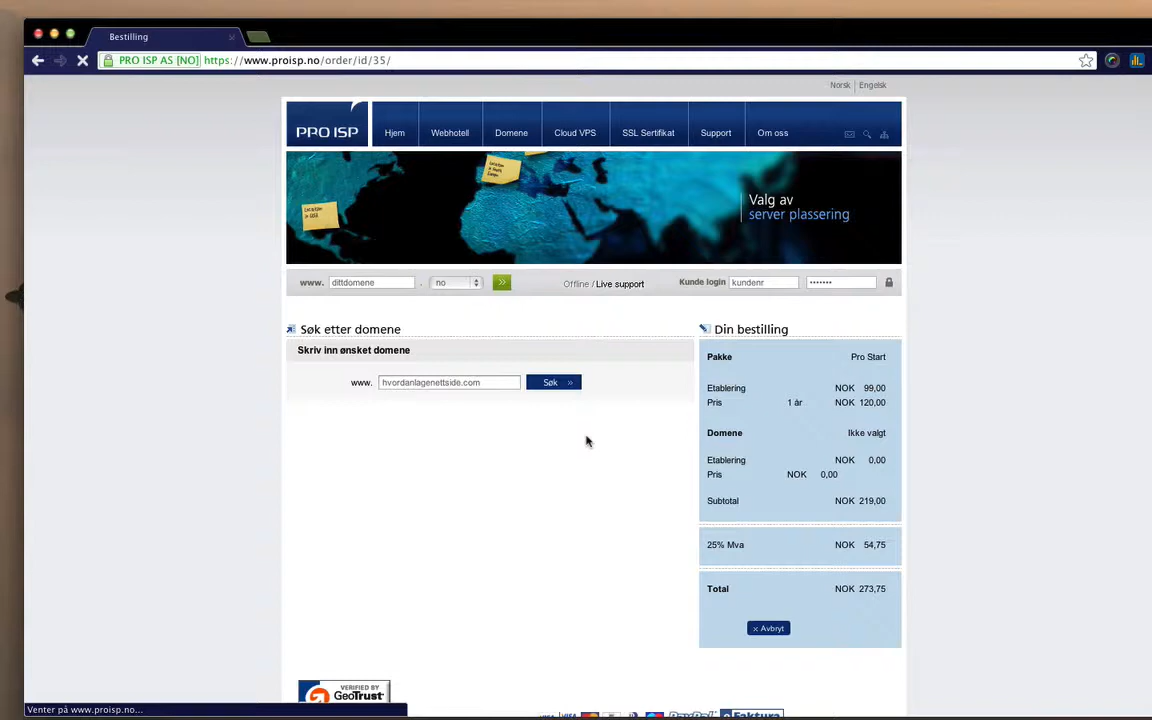 Bestilling
PRO ISP AS [NO] https://www.proisp.no/order/id/35/
Norsk Engelsk
PRO ISP Hjem Webhotell Domene Cloud VPS SSL Sertifikat Support Om oss
Valg av
server plassering
www. dittdomene . no Offline / Live support Kunde login kundenr •••••••
Søk etter domene
Skriv inn ønsket domene
www. hvordanlagenettside.com Søk »
Din bestilling
Pakke Pro Start
Etablering NOK 99,00
Pris 1 år NOK 120,00
Domene Ikke valgt
Etablering NOK 0,00
Pris NOK 0,00
Subtotal NOK 219,00
25% Mva NOK 54,75
Total NOK 273,75
x Avbryt
VERIFIED BY
GeoTrust
VISA PayPal eFaktura
Venter på www.proisp.no...